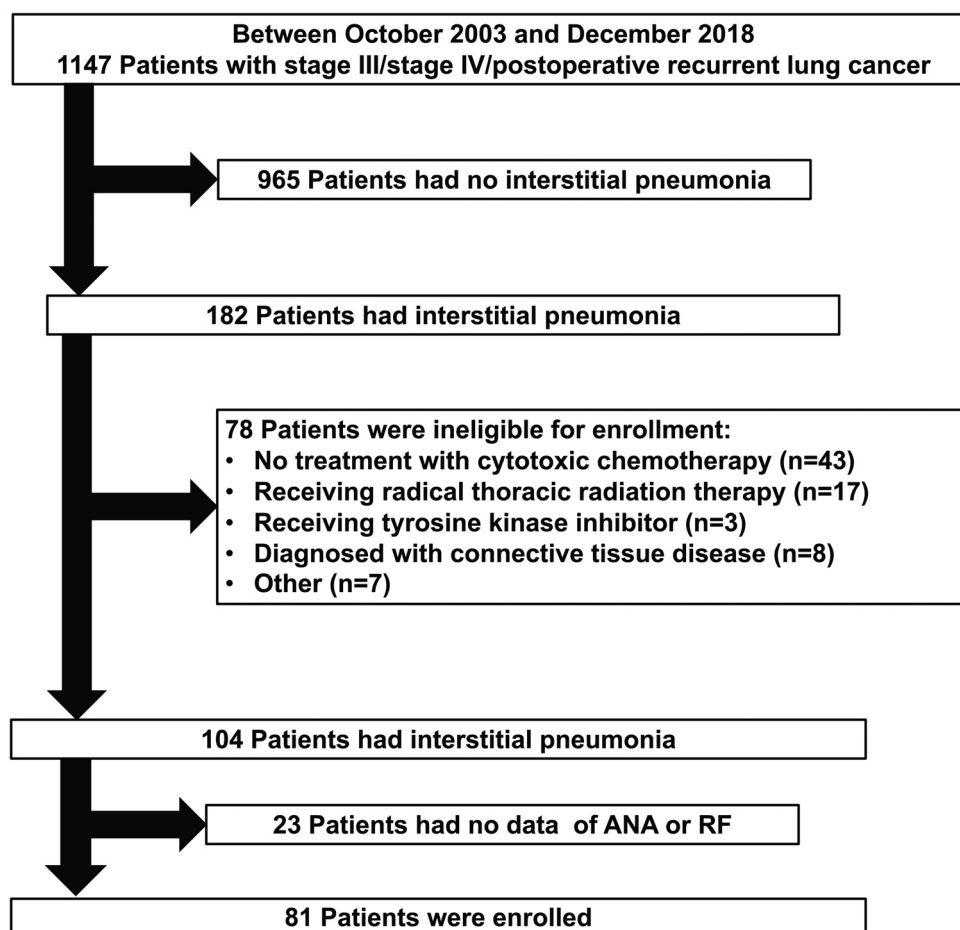 Between October 2003 and December 2018
1147 Patients with stage III/stage IV/postoperative recurrent lung cancer
965 Patients had no interstitial pneumonia
182 Patients had interstitial pneumonia
78 Patients were ineligible for enrollment:
• No treatment with cytotoxic chemotherapy (n=43)
• Receiving radical thoracic radiation therapy (n=17)
• Receiving tyrosine kinase inhibitor (n=3)
• Diagnosed with connective tissue disease (n=8)
• Other (n=7)
104 Patients had interstitial pneumonia
23 Patients had no data  of ANA or RF
81 Patients were enrolled